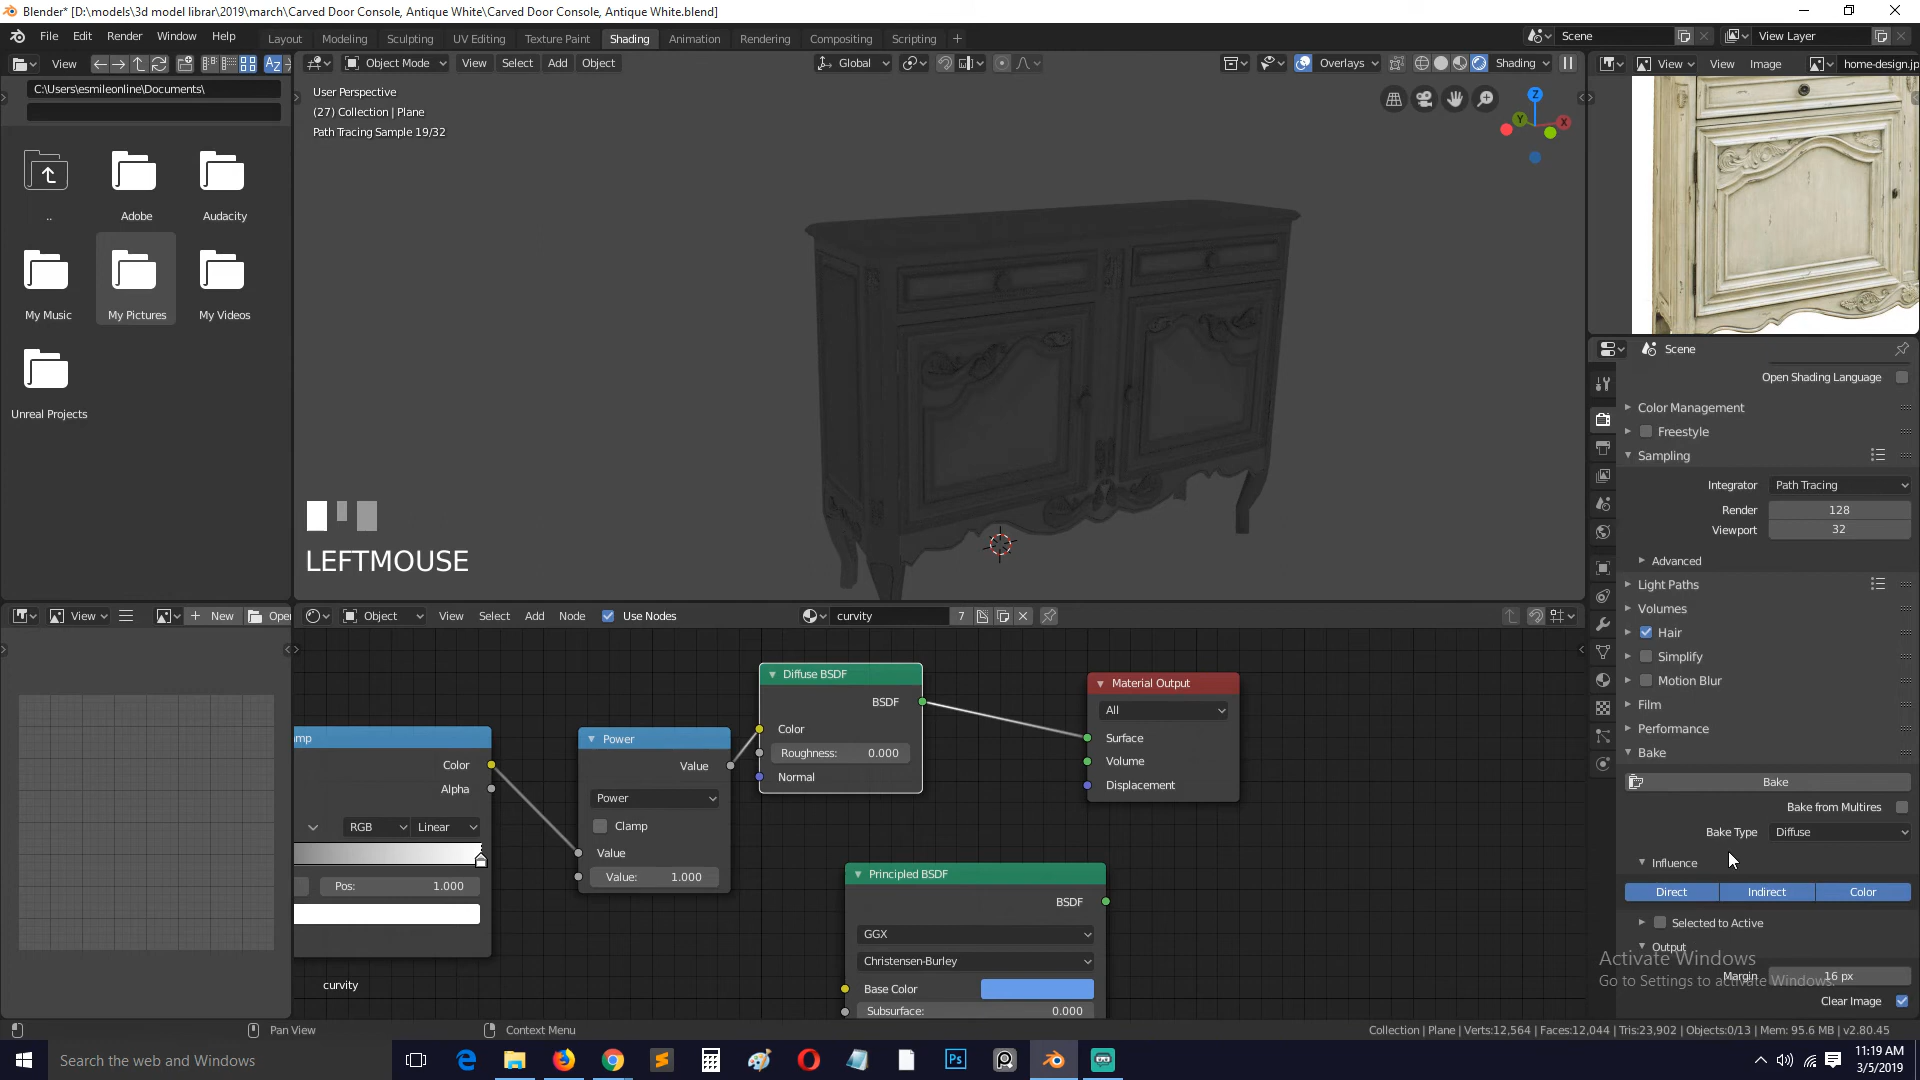 Blender* [D:\models\3d model librar\2019\march\Carved Door Console, Antique White\Carved Door Console, Antique White.blend]
File Edit Render Window Help
Layout Modeling Sculpting UV Editing Texture Paint Shading Animation Rendering Compositing Scripting
Scene
View Layer
View
Object Mode View Select Add Object
Global
Overlays
Shading
View View Image home-design.jp
C:\Users\esmileonline\Documents\
User Perspective
(27) Collection | Plane
Path Tracing Sample 19/32
Z
Y
X
..
Adobe
Audacity
My Music
My Pictures
My Videos
Unreal Projects
LEFTMOUSE
Scene
Open Shading Language
Color Management
Freestyle
Sampling
Integrator Path Tracing
Render 128
Viewport 32
Advanced
Light Paths
Volumes
Hair
Simplify
Motion Blur
Film
Performance
Bake
Bake
Bake from Multires
Bake Type Diffuse
Influence
Direct Indirect Color
Selected to Active
Output
Margin 16 px
Clear Image
Activate Windows
Go to Settings to activate Windows.
View New Open
Object View Select Add Node Use Nodes curvity 7
mp
Color
Alpha
RGB Linear
Pos: 1.000
Power
Value
Power
Clamp
Value
Value: 1.000
Diffuse BSDF
BSDF
Color
Roughness: 0.000
Normal
Material Output
All
Surface
Volume
Displacement
Principled BSDF
BSDF
GGX
Christensen-Burley
Base Color
Subsurface: 0.000
curvity
Pan View
Context Menu
Collection | Plane | Verts:12,564 | Faces:12,044 | Tris:23,902 | Objects:0/13 | Mem: 95.6 MB | v2.80.45
Search the web and Windows
Ps
11:19 AM
3/5/2019